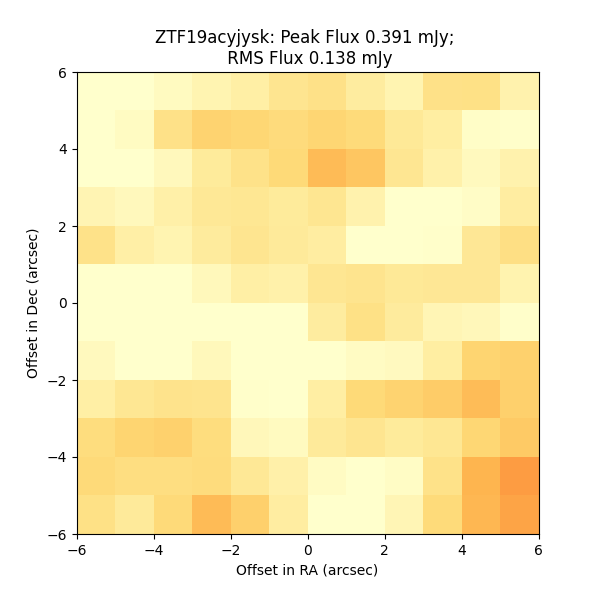 ZTF19acyjysk: Peak Flux 0.391 mJy;
RMS Flux 0.138 mJy
6
4
2
0
−2
−4
−6
Offset in Dec (arcsec)
−6 −4 −2 0 2 4 6
Offset in RA (arcsec)